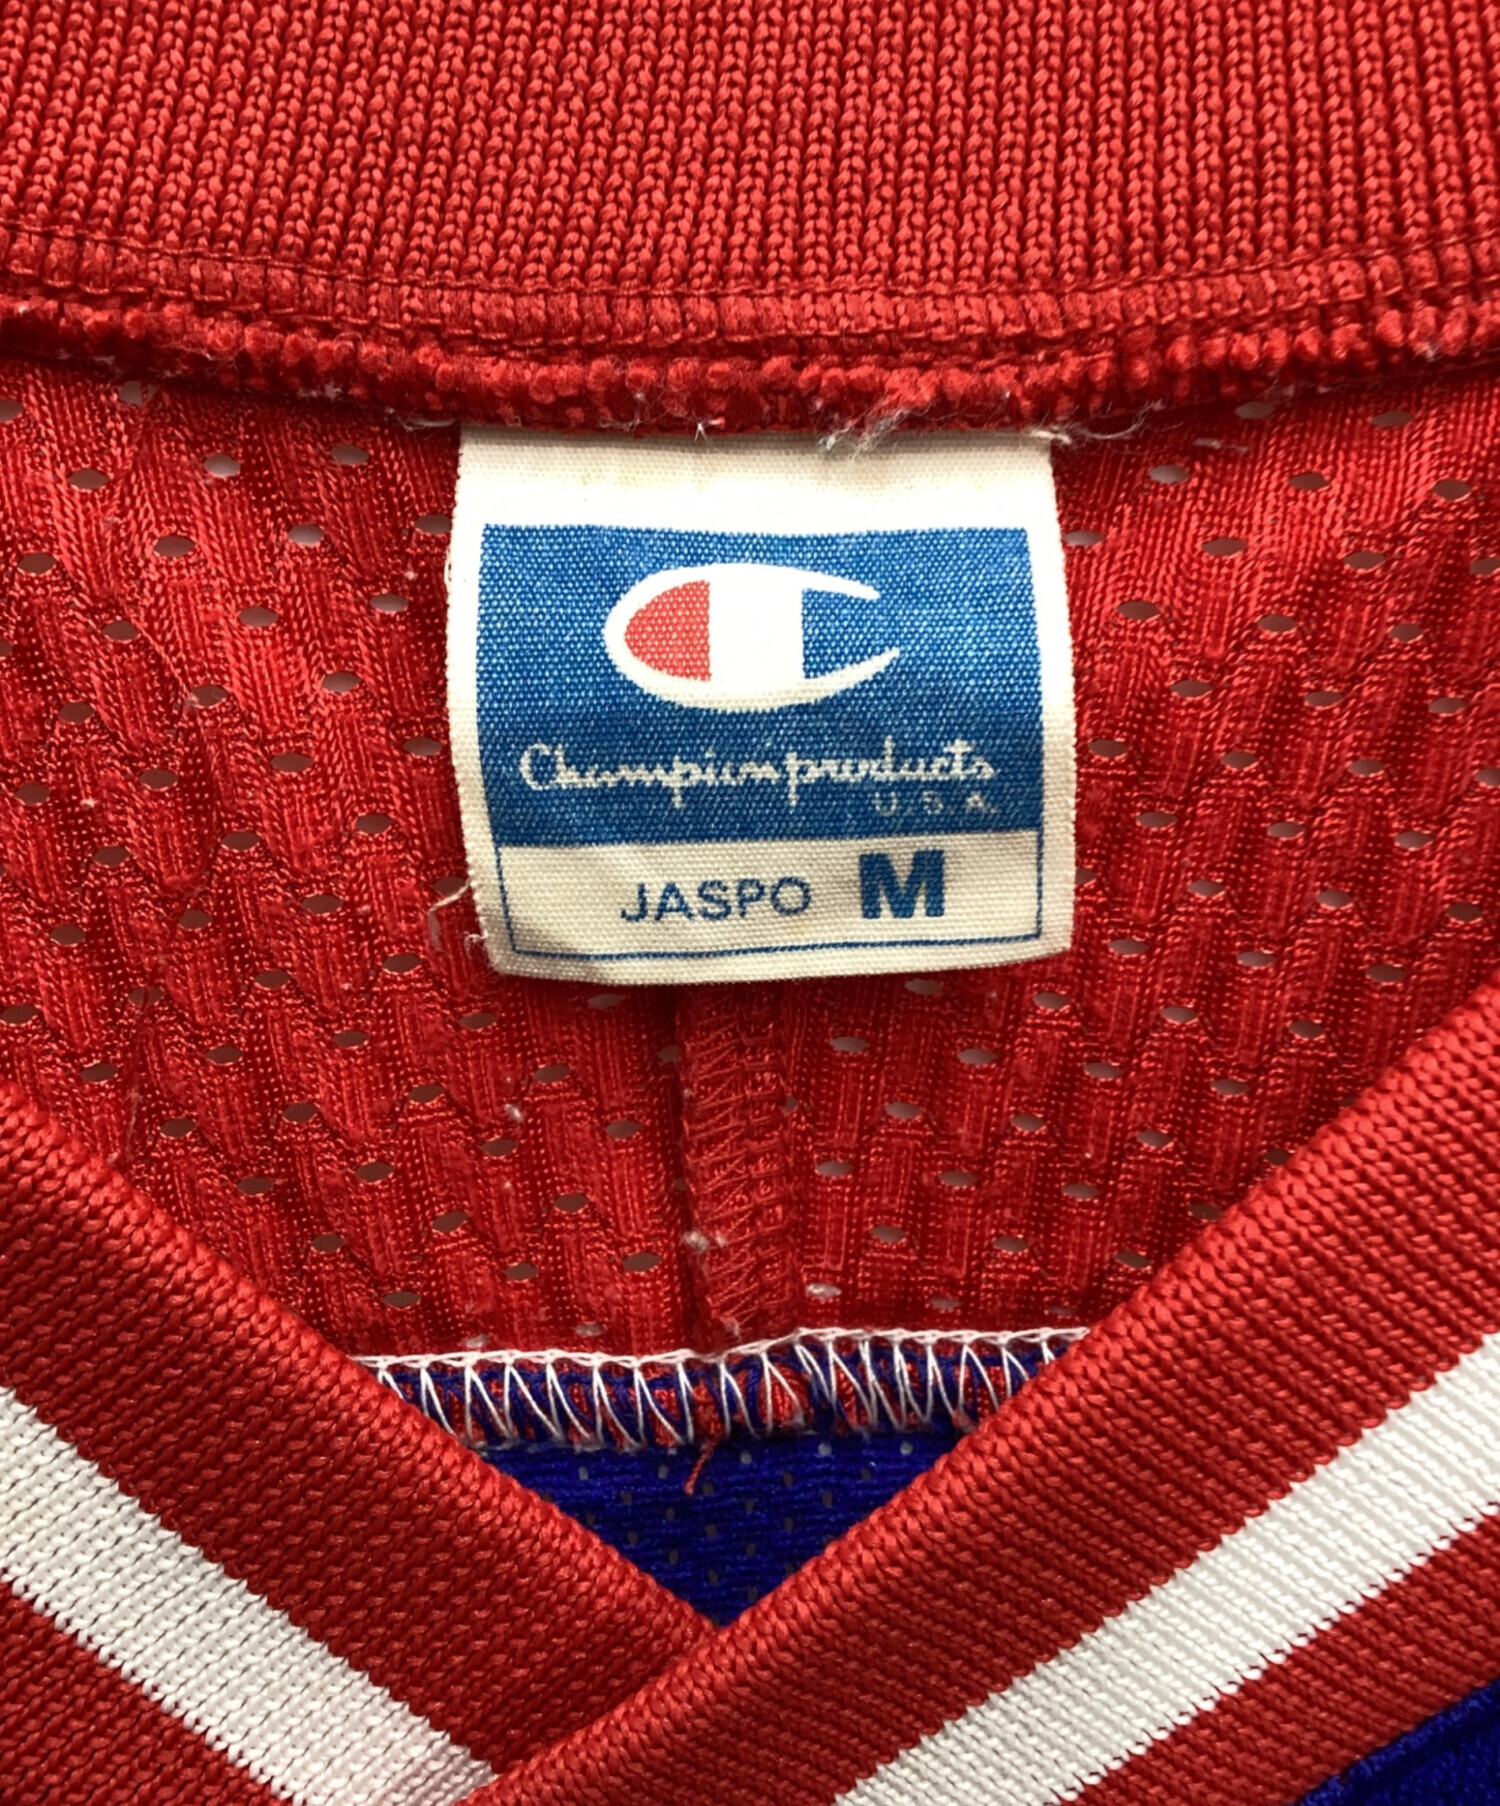 Champion products
U.S.A.
JASPO M